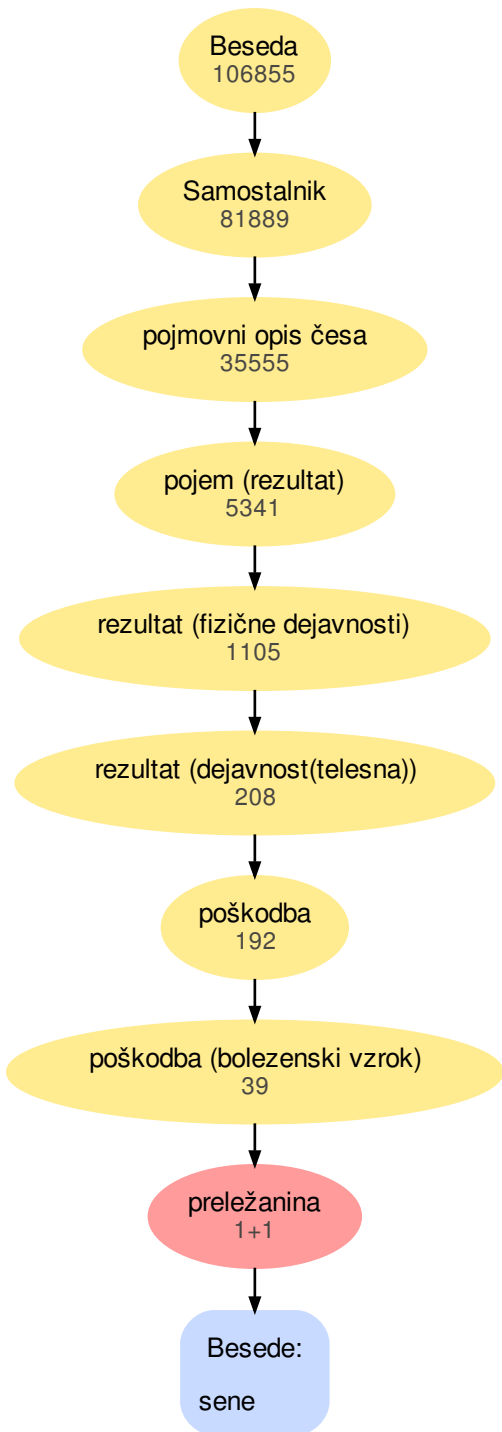 Beseda
106855
Samostalnik
81889
pojmovni opis česa
35555
pojem (rezultat)
5341
rezultat (fizične dejavnosti)
1105
rezultat (dejavnost(telesna))
208
poškodba
192
poškodba (bolezenski vzrok)
39
preležanina
1+1
Besede:
sene